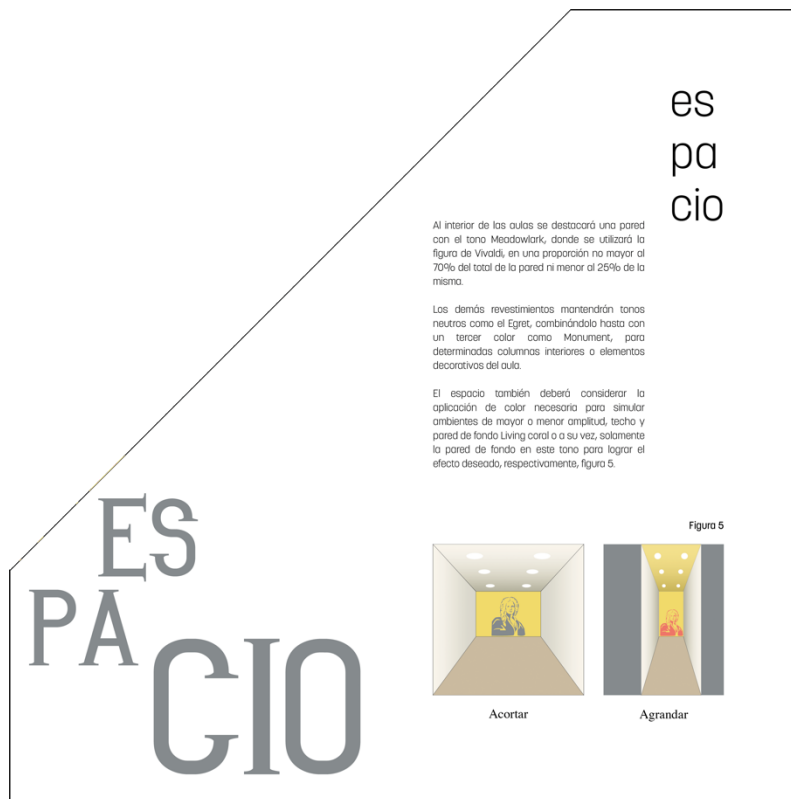 es
pa
cio
Al interior de las aulas se destacará una pared
con el tono Meadowlark, donde se utilizará la
figura de Vivaldi, en una proporción no mayor al
70% del total de la pared ni menor al 25% de la
misma.
Los demás revestimientos mantendrán tonos
neutros como el Egret, combinándolo hasta con
un tercer color como Monument, para
determinadas columnas interiores o elementos
decorativos del aula.
El espacio también deberá considerar la
aplicación de color necesaria para simular
ambientes de mayor o menor amplitud, techo y
pared de fondo Living coral o a su vez, solamente
la pared de fondo en este tono para lograr el
efecto deseado, respectivamente, figura 5.
Figura 5
Acortar
Agrandar
ES
PA
CIO